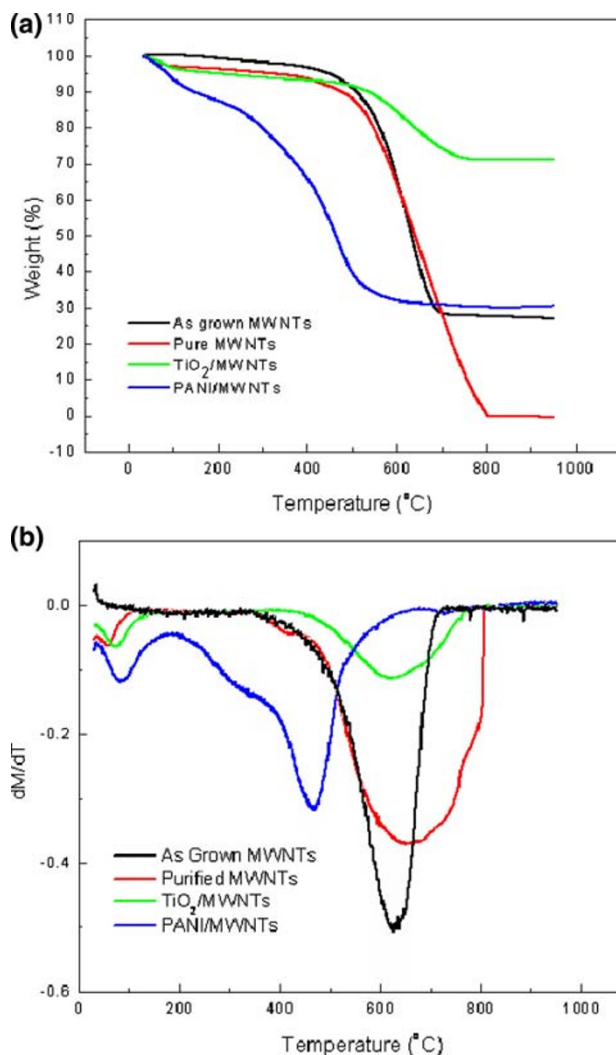 (a)
110
100
90
80
70
60
50
40
30
20
10
0
-10
Weight (%)
As grown MWNTs
Pure MWNTs
TiO₂/MWNTs
PANI/MWNTs
0 200 400 600 800 1000
Temperature (°C)
(b)
0.0
-0.2
-0.4
-0.6
dM/dT
As Grown MWNTs
Purified MWNTs
TiO₂/MWNTs
PANI/MWNTs
200 400 600 800 1000
Temperature (°C)